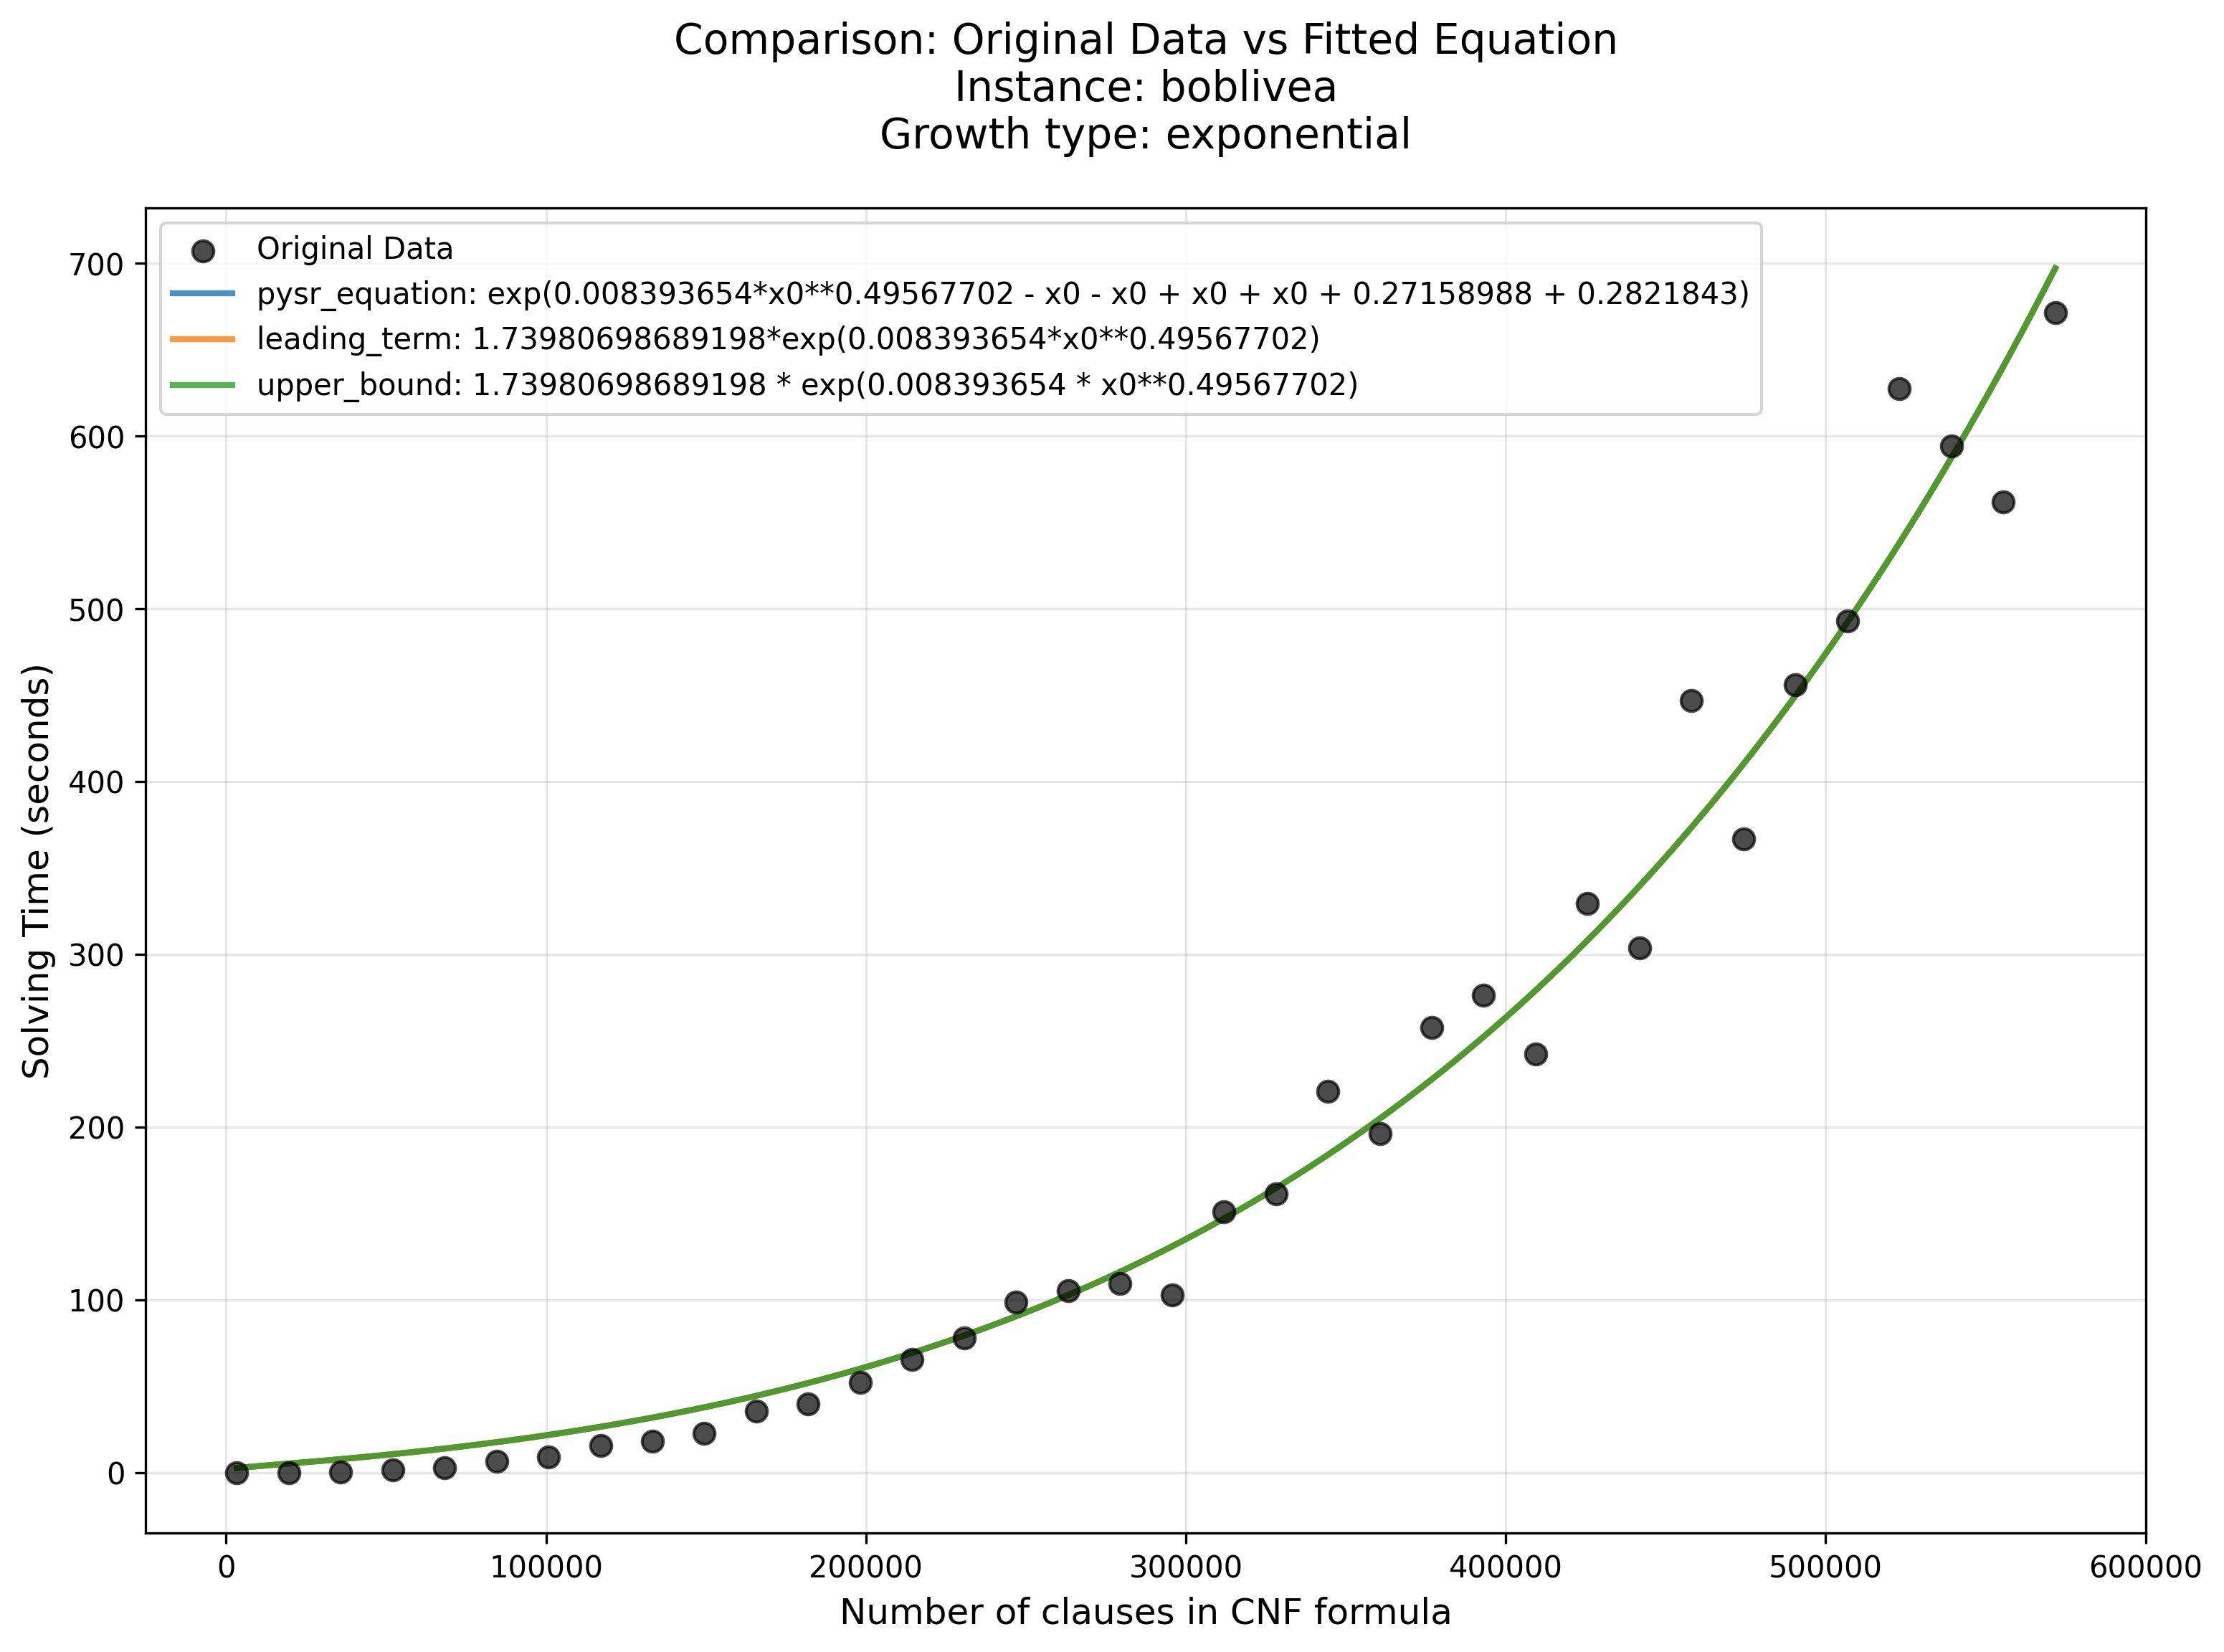 Comparison: Original Data vs Fitted Equation
Instance: boblivea
Growth type: exponential
Original Data
pysr_equation: exp(0.008393654*x0**0.49567702 - x0 - x0 + x0 + x0 + 0.27158988 + 0.2821843)
leading_term: 1.73980698689198*exp(0.008393654*x0**0.49567702)
upper_bound: 1.73980698689198 * exp(0.008393654 * x0**0.49567702)
700
600
500
400
300
200
100
0
Solving Time (seconds)
0 100000 200000 300000 400000 500000 600000
Number of clauses in CNF formula